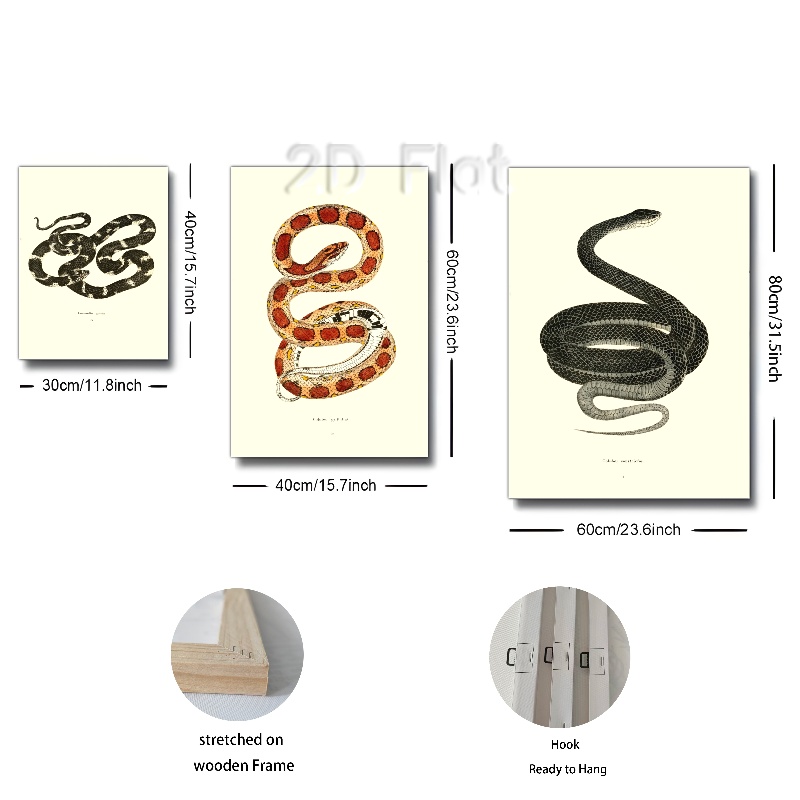 2D Flat
40cm/15.7inch
60cm/23.6inch
80cm/31.5inch
30cm/11.8inch
40cm/15.7inch
60cm/23.6inch
stretched on
wooden Frame
Hook
Ready to Hang